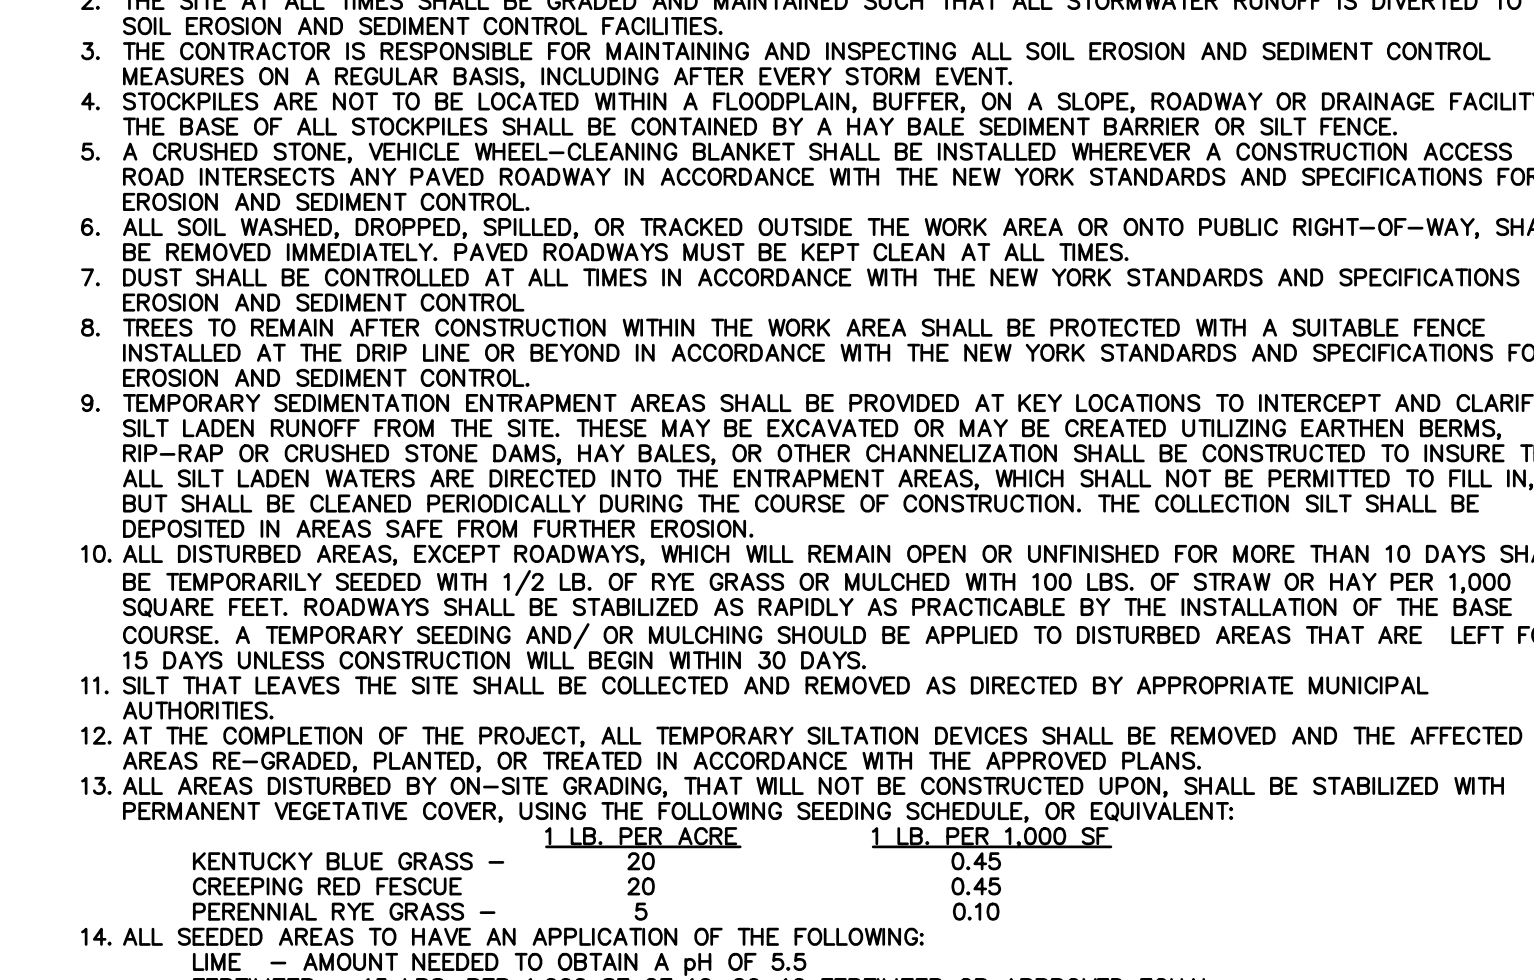 2. THE SITE AT ALL TIMES SHALL BE GRADED AND MAINTAINED SUCH THAT ALL STORMWATER RUNOFF IS DIVERTED TO
SOIL EROSION AND SEDIMENT CONTROL FACILITIES.
3. THE CONTRACTOR IS RESPONSIBLE FOR MAINTAINING AND INSPECTING ALL SOIL EROSION AND SEDIMENT CONTROL
MEASURES ON A REGULAR BASIS, INCLUDING AFTER EVERY STORM EVENT.
4. STOCKPILES ARE NOT TO BE LOCATED WITHIN A FLOODPLAIN, BUFFER, ON A SLOPE, ROADWAY OR DRAINAGE FACILITY
THE BASE OF ALL STOCKPILES SHALL BE CONTAINED BY A HAY BALE SEDIMENT BARRIER OR SILT FENCE.
5. A CRUSHED STONE, VEHICLE WHEEL–CLEANING BLANKET SHALL BE INSTALLED WHEREVER A CONSTRUCTION ACCESS
ROAD INTERSECTS ANY PAVED ROADWAY IN ACCORDANCE WITH THE NEW YORK STANDARDS AND SPECIFICATIONS FOR
EROSION AND SEDIMENT CONTROL.
6. ALL SOIL WASHED, DROPPED, SPILLED, OR TRACKED OUTSIDE THE WORK AREA OR ONTO PUBLIC RIGHT–OF–WAY, SHA
BE REMOVED IMMEDIATELY. PAVED ROADWAYS MUST BE KEPT CLEAN AT ALL TIMES.
7. DUST SHALL BE CONTROLLED AT ALL TIMES IN ACCORDANCE WITH THE NEW YORK STANDARDS AND SPECIFICATIONS
EROSION AND SEDIMENT CONTROL
8. TREES TO REMAIN AFTER CONSTRUCTION WITHIN THE WORK AREA SHALL BE PROTECTED WITH A SUITABLE FENCE
INSTALLED AT THE DRIP LINE OR BEYOND IN ACCORDANCE WITH THE NEW YORK STANDARDS AND SPECIFICATIONS FO
EROSION AND SEDIMENT CONTROL.
9. TEMPORARY SEDIMENTATION ENTRAPMENT AREAS SHALL BE PROVIDED AT KEY LOCATIONS TO INTERCEPT AND CLARIF
SILT LADEN RUNOFF FROM THE SITE. THESE MAY BE EXCAVATED OR MAY BE CREATED UTILIZING EARTHEN BERMS,
RIP–RAP OR CRUSHED STONE DAMS, HAY BALES, OR OTHER CHANNELIZATION SHALL BE CONSTRUCTED TO INSURE T
ALL SILT LADEN WATERS ARE DIRECTED INTO THE ENTRAPMENT AREAS, WHICH SHALL NOT BE PERMITTED TO FILL IN,
BUT SHALL BE CLEANED PERIODICALLY DURING THE COURSE OF CONSTRUCTION. THE COLLECTION SILT SHALL BE
DEPOSITED IN AREAS SAFE FROM FURTHER EROSION.
10. ALL DISTURBED AREAS, EXCEPT ROADWAYS, WHICH WILL REMAIN OPEN OR UNFINISHED FOR MORE THAN 10 DAYS SHA
BE TEMPORARILY SEEDED WITH 1/2 LB. OF RYE GRASS OR MULCHED WITH 100 LBS. OF STRAW OR HAY PER 1,000
SQUARE FEET. ROADWAYS SHALL BE STABILIZED AS RAPIDLY AS PRACTICABLE BY THE INSTALLATION OF THE BASE
COURSE. A TEMPORARY SEEDING AND/ OR MULCHING SHOULD BE APPLIED TO DISTURBED AREAS THAT ARE LEFT FO
15 DAYS UNLESS CONSTRUCTION WILL BEGIN WITHIN 30 DAYS.
11. SILT THAT LEAVES THE SITE SHALL BE COLLECTED AND REMOVED AS DIRECTED BY APPROPRIATE MUNICIPAL
AUTHORITIES.
12. AT THE COMPLETION OF THE PROJECT, ALL TEMPORARY SILTATION DEVICES SHALL BE REMOVED AND THE AFFECTED
AREAS RE–GRADED, PLANTED, OR TREATED IN ACCORDANCE WITH THE APPROVED PLANS.
13. ALL AREAS DISTURBED BY ON–SITE GRADING, THAT WILL NOT BE CONSTRUCTED UPON, SHALL BE STABILIZED WITH
PERMANENT VEGETATIVE COVER, USING THE FOLLOWING SEEDING SCHEDULE, OR EQUIVALENT:
1 LB. PER ACRE 1 LB. PER 1,000 SF
KENTUCKY BLUE GRASS – 20 0.45
CREEPING RED FESCUE 20 0.45
PERENNIAL RYE GRASS – 5 0.10
14. ALL SEEDED AREAS TO HAVE AN APPLICATION OF THE FOLLOWING:
LIME – AMOUNT NEEDED TO OBTAIN A pH OF 5.5